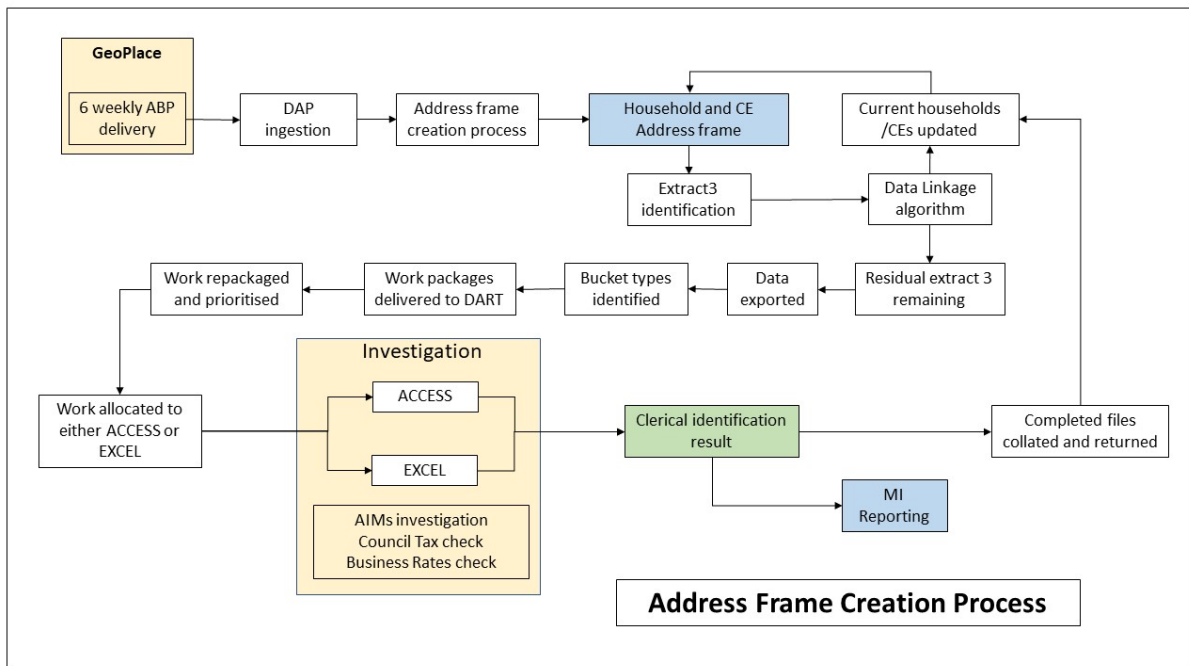 GeoPlace
6 weekly ABP
delivery
DAP
ingestion
Address frame
creation process
Household and CE
Address frame
Current households
/CEs updated
Extract3
identification
Data Linkage
algorithm
Work repackaged
and prioritised
Work packages
delivered to DART
Bucket types
identified
Data
exported
Residual extract 3
remaining
Investigation
Work allocated to
either ACCESS or
EXCEL
ACCESS
EXCEL
AIMs investigation
Council Tax check
Business Rates check
Clerical identification
result
Completed files
collated and returned
MI
Reporting
Address Frame Creation Process